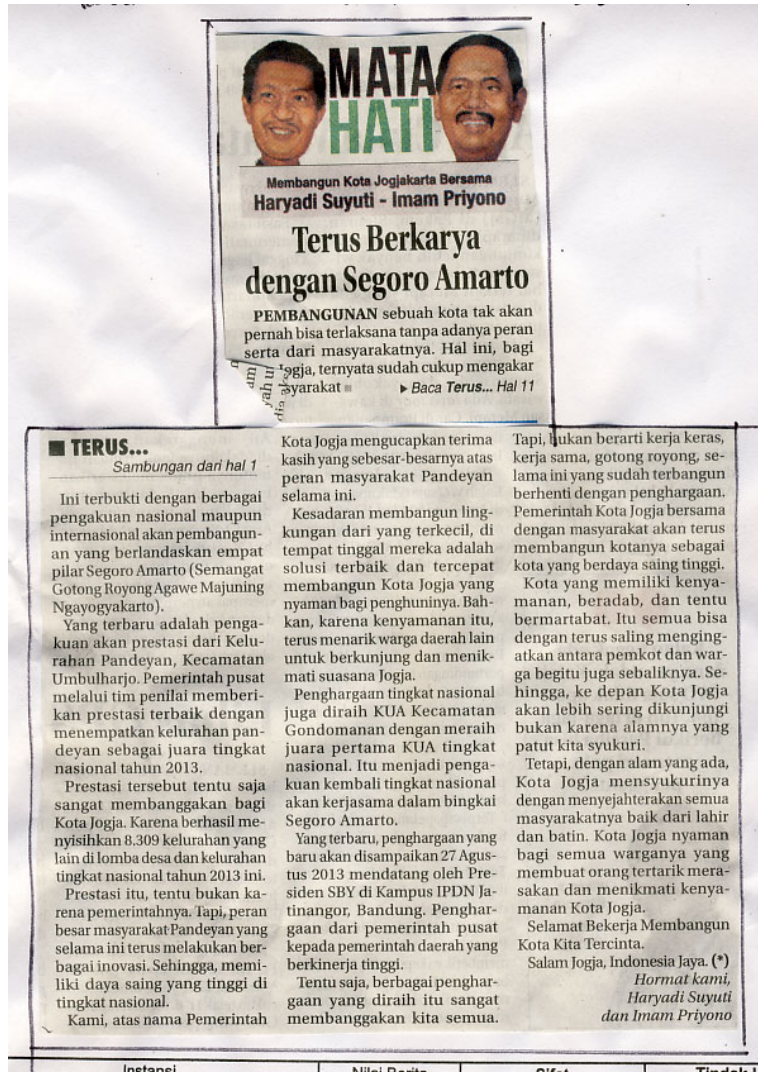 MATA
HATI
Membangun Kota Jogjakarta Bersama
Haryadi Suyuti - Imam Priyono
Terus Berkarya
dengan Segoro Amarto
PEMBANGUNAN sebuah kota tak akan
pernah bisa terlaksana tanpa adanya peran
serta dari masyarakatnya. Hal ini, bagi
Jogja, ternyata sudah cukup mengakar
syarakat
▶ Baca Terus... Hal 11
■ TERUS...
Sambungan dari hal 1
Ini terbukti dengan berbagai
pengakuan nasional maupun
internasional akan pembangun-
an yang berlandaskan empat
pilar Segoro Amarto (Semangat
Gotong Royong Agawe Majuning
Ngayogyakarto).
Yang terbaru adalah penga-
kuan akan prestasi dari Kelu-
rahan Pandeyan, Kecamatan
Umbulharjo. Pemerintah pusat
melalui tim penilai memberi-
kan prestasi terbaik dengan
menempatkan kelurahan pan-
deyan sebagai juara tingkat
nasional tahun 2013.
Prestasi tersebut tentu saja
sangat membanggakan bagi
Kota Jogja. Karena berhasil me-
nyisihkan 8.309 kelurahan yang
lain di lomba desa dan kelurahan
tingkat nasional tahun 2013 ini.
Prestasi itu, tentu bukan ka-
rena pemerintahnya. Tapi, peran
besar masyarakat Pandeyan yang
selama ini terus melakukan ber-
bagai inovasi. Sehingga, memi-
liki daya saing yang tinggi di
tingkat nasional.
Kami, atas nama Pemerintah
Kota Jogja mengucapkan terima
kasih yang sebesar-besarnya atas
peran masyarakat Pandeyan
selama ini.
Kesadaran membangun ling-
kungan dari yang terkecil, di
tempat tinggal mereka adalah
solusi terbaik dan tercepat
membangun Kota Jogja yang
nyaman bagi penghuninya. Bah-
kan, karena kenyamanan itu,
terus menarik warga daerah lain
untuk berkunjung dan menik-
mati suasana Jogja.
Penghargaan tingkat nasional
juga diraih KUA Kecamatan
Gondomanan dengan meraih
juara pertama KUA tingkat
nasional. Itu menjadi penga-
kuan kembali tingkat nasional
akan kerjasama dalam bingkai
Segoro Amarto.
Yang terbaru, penghargaan yang
baru akan disampaikan 27 Agus-
tus 2013 mendatang oleh Pre-
siden SBY di Kampus IPDN Ja-
tinangor, Bandung. Penghar-
gaan dari pemerintah pusat
kepada pemerintah daerah yang
berkinerja tinggi.
Tentu saja, berbagai penghar-
gaan yang diraih itu sangat
membanggakan kita semua.
Tapi, bukan berarti kerja keras,
kerja sama, gotong royong, se-
lama ini yang sudah terbangun
berhenti dengan penghargaan.
Pemerintah Kota Jogja bersama
dengan masyarakat akan terus
membangun kotanya sebagai
kota yang berdaya saing tinggi.
Kota yang memiliki kenya-
manan, beradab, dan tentu
bermartabat. Itu semua bisa
dengan terus saling menging-
atkan antara pemkot dan war-
ga begitu juga sebaliknya. Se-
hingga, ke depan Kota Jogja
akan lebih sering dikunjungi
bukan karena alamnya yang
patut kita syukuri.
Tetapi, dengan alam yang ada,
Kota Jogja mensyukurinya
dengan menyejahterakan semua
masyarakatnya baik dari lahir
dan batin. Kota Jogja nyaman
bagi semua warganya yang
membuat orang tertarik mera-
sakan dan menikmati kenya-
manan Kota Jogja.
Selamat Bekerja Membangun
Kota Kita Tercinta.
Salam Jogja, Indonesia Jaya. (*)
Hormat kami,
Haryadi Suyuti
dan Imam Priyono